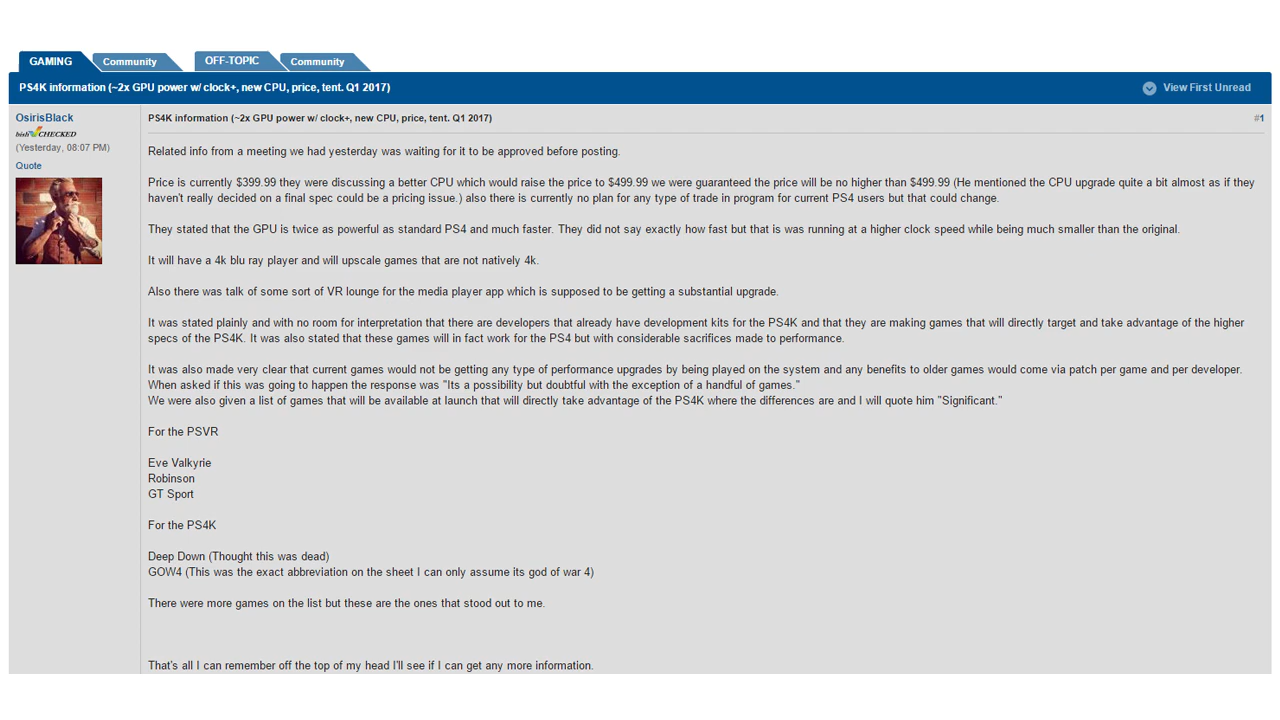 GAMING Community OFF-TOPIC Community
PS4K information (~2x GPU power w/ clock+, new CPU, price, tent. Q1 2017) View First Unread
OsirisBlack
bish CHECKED
(Yesterday, 08:07 PM)
Quote
PS4K information (~2x GPU power w/ clock+, new CPU, price, tent. Q1 2017) #1
Related info from a meeting we had yesterday was waiting for it to be approved before posting.
Price is currently $399.99 they were discussing a better CPU which would raise the price to $499.99 we were guaranteed the price will be no higher than $499.99 (He mentioned the CPU upgrade quite a bit almost as if they
haven't really decided on a final spec could be a pricing issue.) also there is currently no plan for any type of trade in program for current PS4 users but that could change.
They stated that the GPU is twice as powerful as standard PS4 and much faster. They did not say exactly how fast but that is was running at a higher clock speed while being much smaller than the original.
It will have a 4k blu ray player and will upscale games that are not natively 4k.
Also there was talk of some sort of VR lounge for the media player app which is supposed to be getting a substantial upgrade.
It was stated plainly and with no room for interpretation that there are developers that already have development kits for the PS4K and that they are making games that will directly target and take advantage of the higher
specs of the PS4K. It was also stated that these games will in fact work for the PS4 but with considerable sacrifices made to performance.
It was also made very clear that current games would not be getting any type of performance upgrades by being played on the system and any benefits to older games would come via patch per game and per developer.
When asked if this was going to happen the response was "Its a possibility but doubtful with the exception of a handful of games."
We were also given a list of games that will be available at launch that will directly take advantage of the PS4K where the differences are and I will quote him "Significant."
For the PSVR
Eve Valkyrie
Robinson
GT Sport
For the PS4K
Deep Down (Thought this was dead)
GOW4 (This was the exact abbreviation on the sheet I can only assume its god of war 4)
There were more games on the list but these are the ones that stood out to me.
That's all I can remember off the top of my head I'll see if I can get any more information.